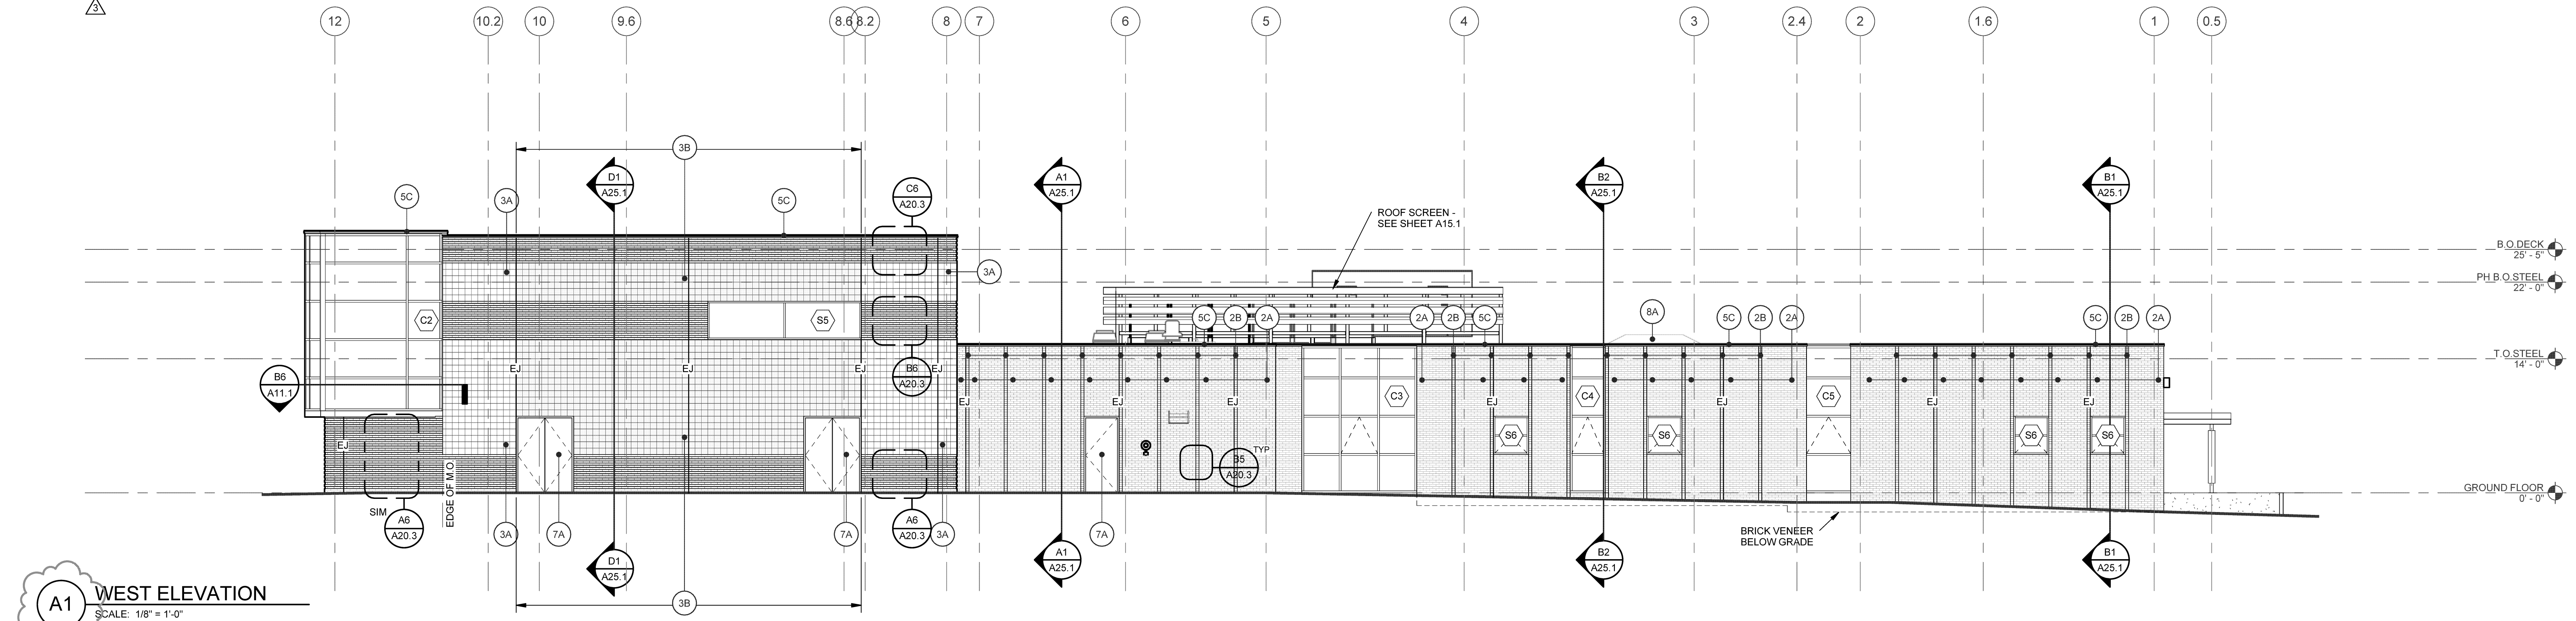 3
12
10.2
10
9.6
8.6
8.2
8
7
6
5
4
3
2.4
2
1.6
1
0.5
3B
D1
A25.1
C6
A20.3
A1
A25.1
B2
A25.1
B1
A25.1
5C
3A
5C
ROOF SCREEN -
SEE SHEET A15.1
B.O.DECK
25' - 5"
3A
PH B.O.STEEL
22' - 0"
C2
S5
5C
2B
2A
2A
2B
5C
8A
5C
2B
2A
5C
2B
2A
T.O.STEEL
14' - 0"
EJ
EJ
EJ
EJ
B6
A20.3
B6
A11.1
EJ
EJ
EJ
C3
EJ
C4
EJ
C5
EJ
EJ
EJ
S6
S6
S6
S6
TYP
B5
A20.3
EDGE OF M.O.
GROUND FLOOR
0' - 0"
SIM
A6
A20.3
3A
7A
7A
A6
A20.3
3A
7A
BRICK VENEER
BELOW GRADE
D1
A25.1
A1
A25.1
B2
A25.1
B1
A25.1
3B
A1
WEST ELEVATION
SCALE: 1/8" = 1'-0"